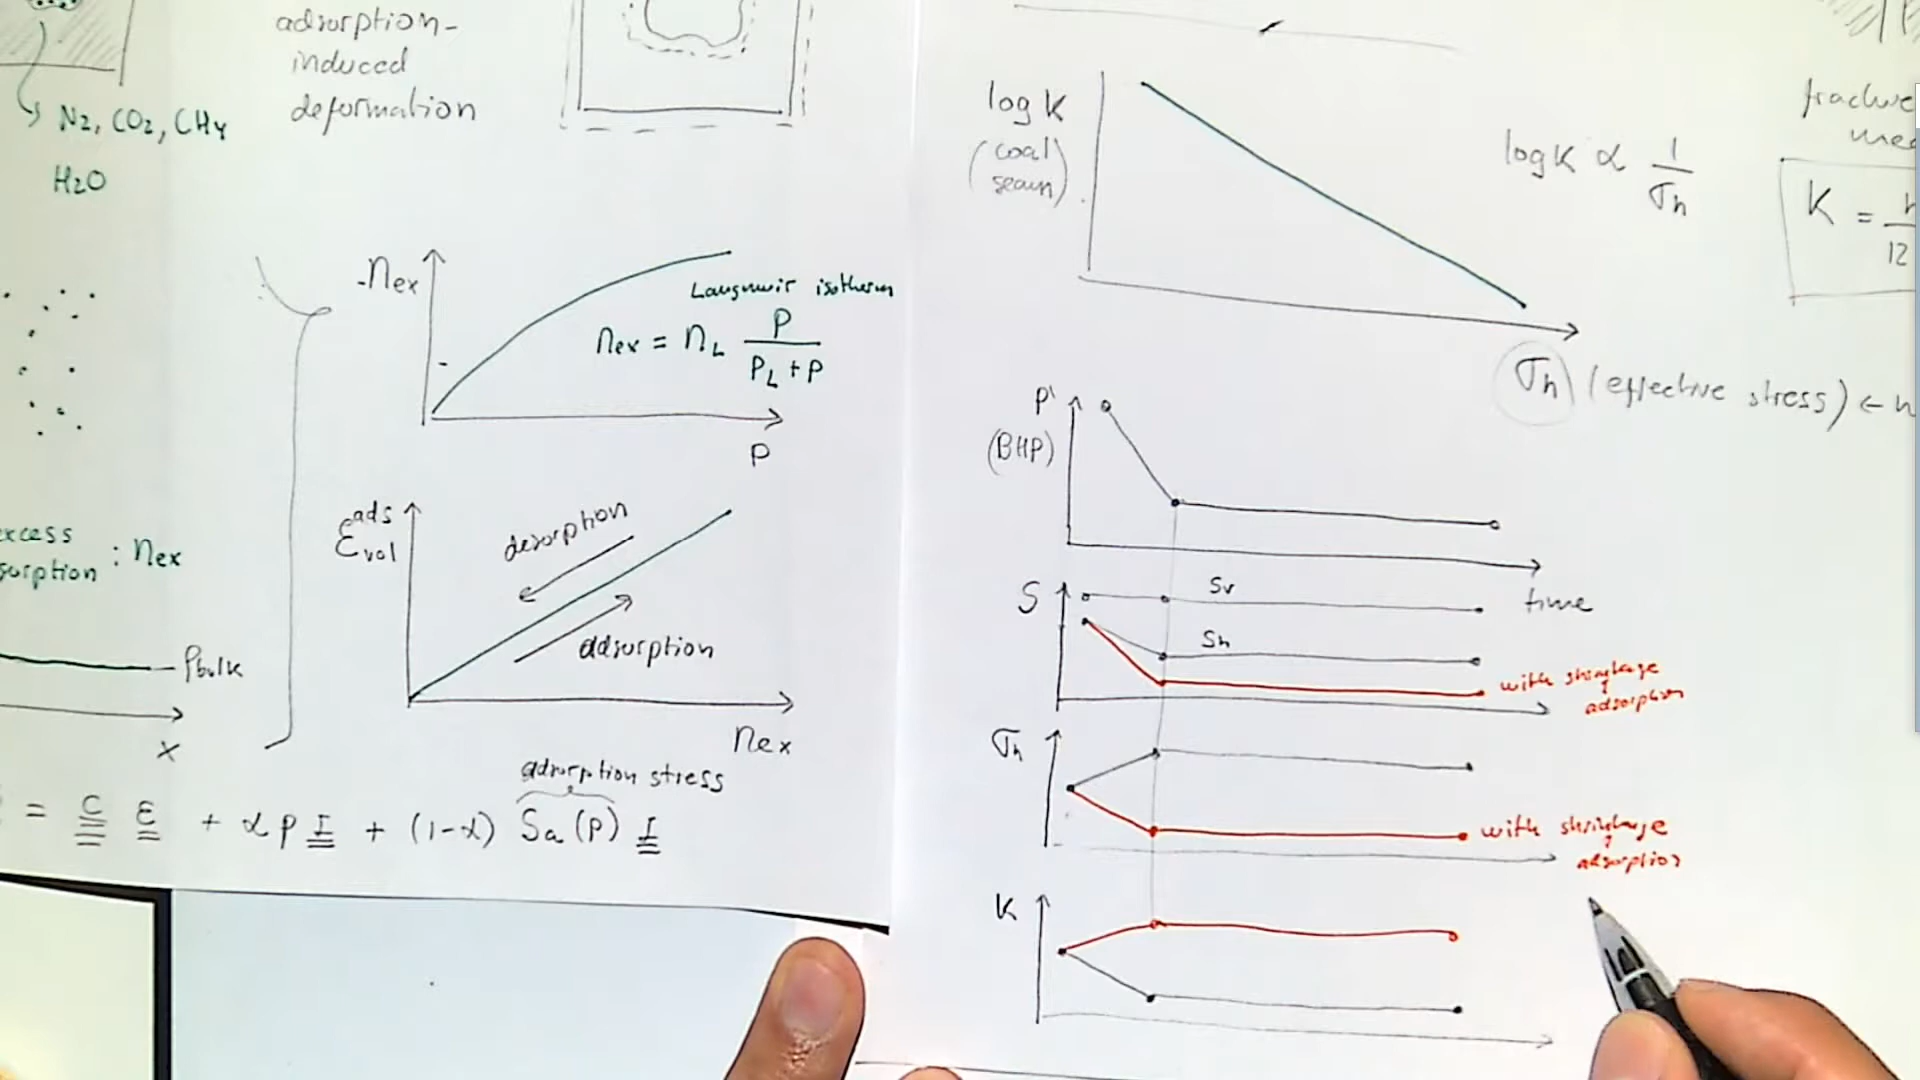 adsorption-
induced
deformation
N2, CO2, CH4
H2O
-nex
Langmuir isotherm
nex = nL P / PL + P
P
ε ads vol
desorption
adsorption
nex
excess
: nex
ρbulk
x
adsorption stress
= C ε + α p I + (1-α) Sa (P) I
log K
(coal
seam)
log K ∝ 1 / σh
K =
12
σh (effective stress) ←
P
(BHP)
time
S
Sv
Sh
with shrinkage
adsorption
σh
with shrinkage
adsorption
K